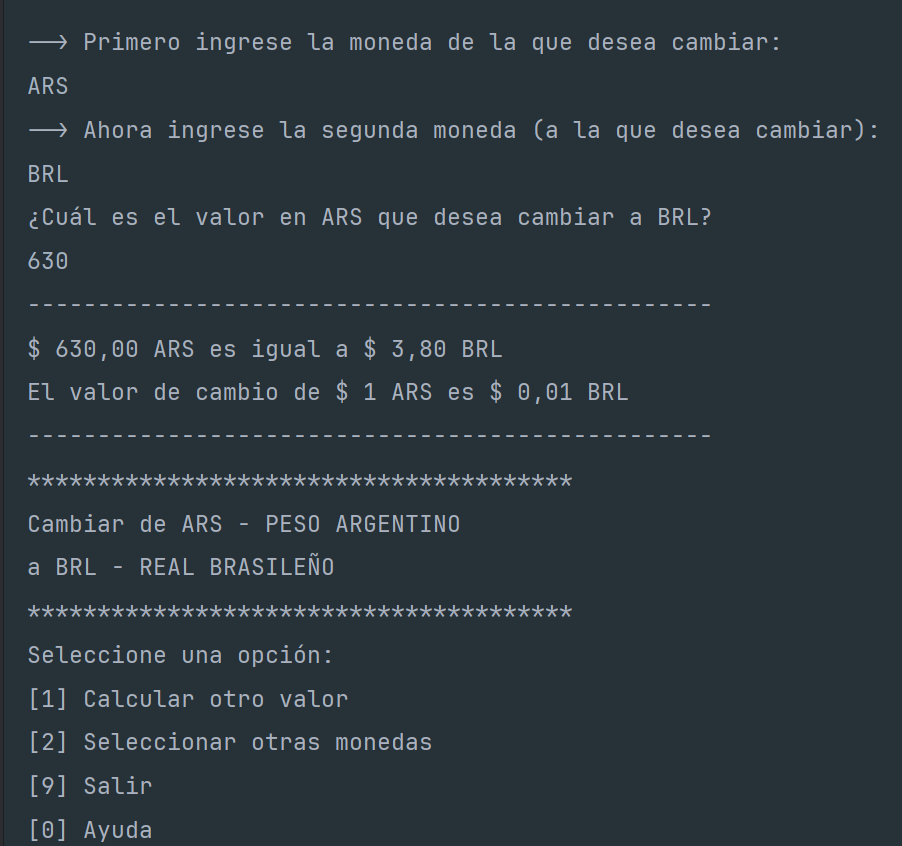 --> Primero ingrese la moneda de la que desea cambiar:
ARS
--> Ahora ingrese la segunda moneda (a la que desea cambiar):
BRL
¿Cuál es el valor en ARS que desea cambiar a BRL?
630
-------------------------------------------------
$ 630,00 ARS es igual a $ 3,80 BRL
El valor de cambio de $ 1 ARS es $ 0,01 BRL
-------------------------------------------------
***************************************
Cambiar de ARS - PESO ARGENTINO
a BRL - REAL BRASILEÑO
***************************************
Seleccione una opción:
[1] Calcular otro valor
[2] Seleccionar otras monedas
[9] Salir
[0] Ayuda